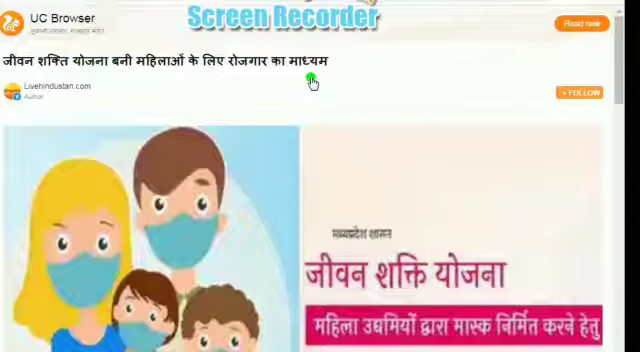 Screen Recorder
UC Browser
Read now
जीवन शक्ति योजना बनी महिलाओं के लिए रोजगार का माध्यम
Livehindustan.com
Author
+ FOLLOW
मध्यप्रदेश शासन
जीवन शक्ति योजना
महिला उद्यमियों द्वारा मास्क निर्मित करने हेतु